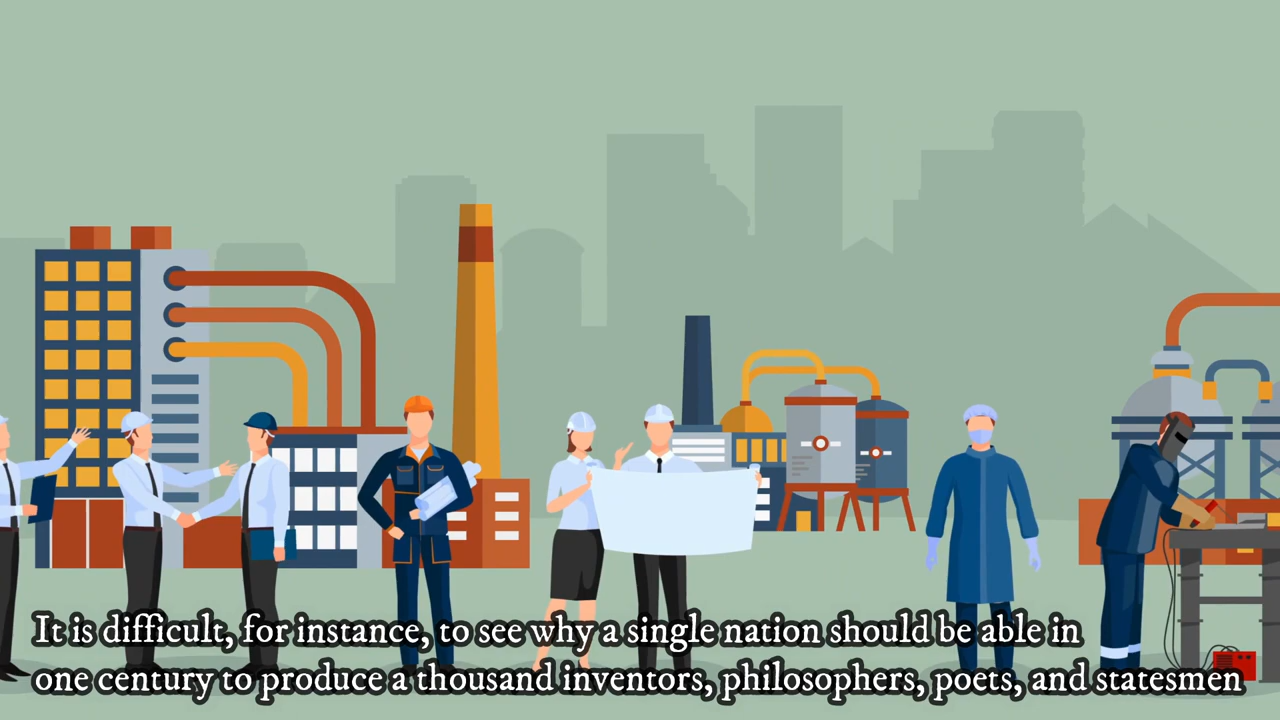 It is difficult, for instance, to see why a single nation should be able in
one century to produce a thousand inventors, philosophers, poets, and statesmen